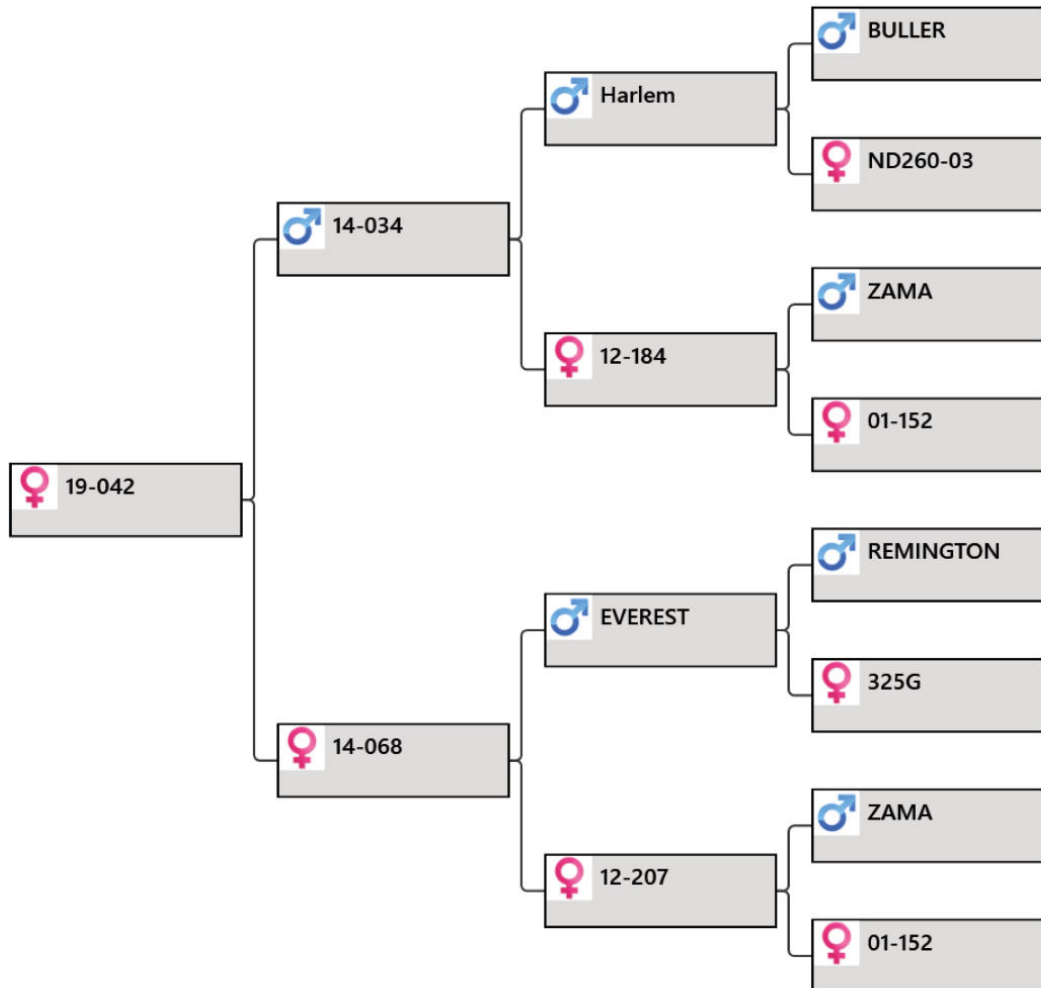 BULLER
Harlem
ND260-03
14-034
ZAMA
12-184
01-152
19-042
REMINGTON
EVEREST
325G
14-068
ZAMA
12-207
01-152